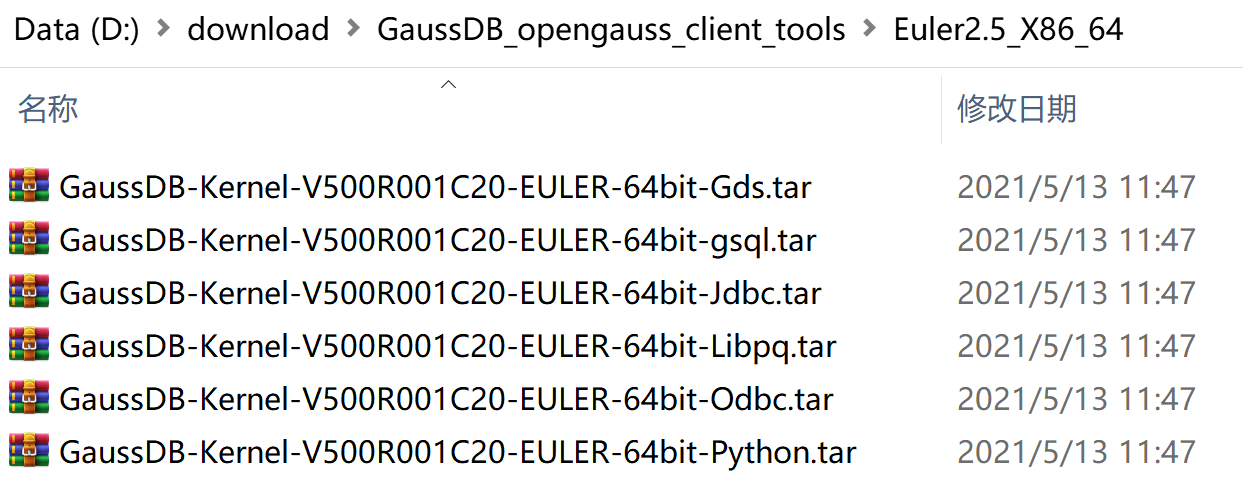 Data (D:) > download > GaussDB_opengauss_client_tools > Euler2.5_X86_64
名称 修改日期
GaussDB-Kernel-V500R001C20-EULER-64bit-Gds.tar 2021/5/13 11:47
GaussDB-Kernel-V500R001C20-EULER-64bit-gsql.tar 2021/5/13 11:47
GaussDB-Kernel-V500R001C20-EULER-64bit-Jdbc.tar 2021/5/13 11:47
GaussDB-Kernel-V500R001C20-EULER-64bit-Libpq.tar 2021/5/13 11:47
GaussDB-Kernel-V500R001C20-EULER-64bit-Odbc.tar 2021/5/13 11:47
GaussDB-Kernel-V500R001C20-EULER-64bit-Python.tar 2021/5/13 11:47